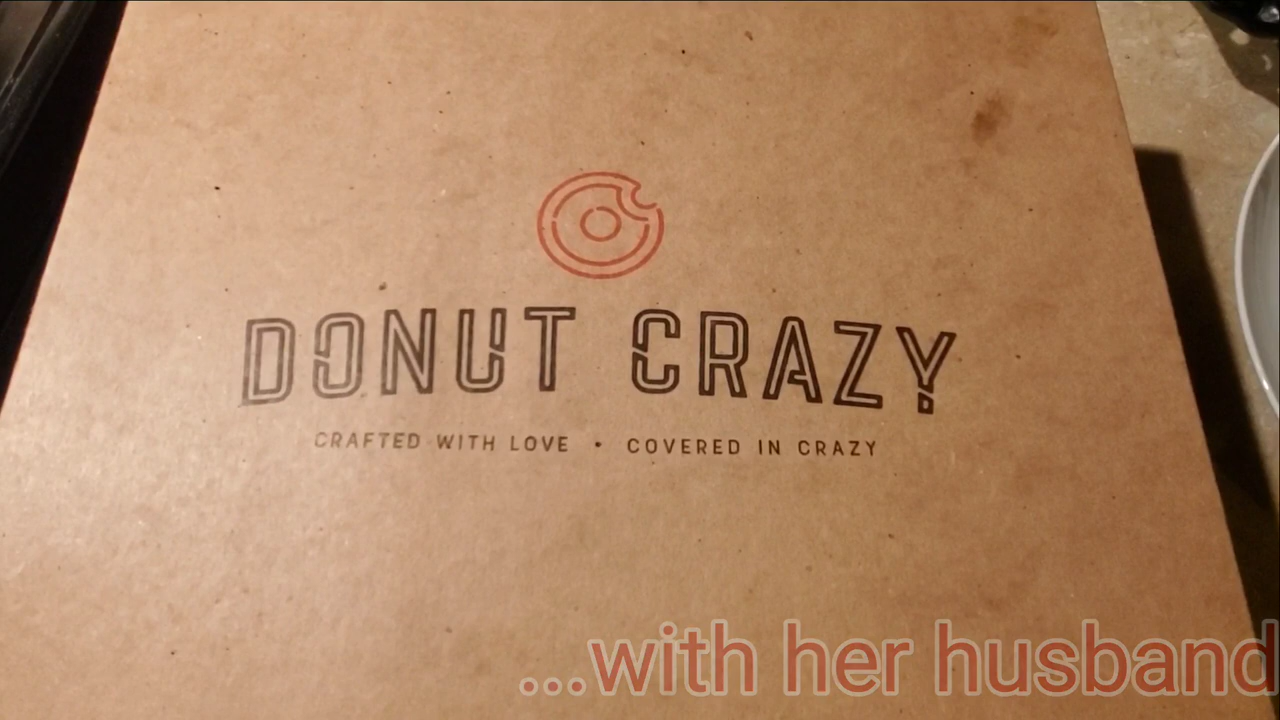 DONUT CRAZY
CRAFTED WITH LOVE • COVERED IN CRAZY
...with her husband